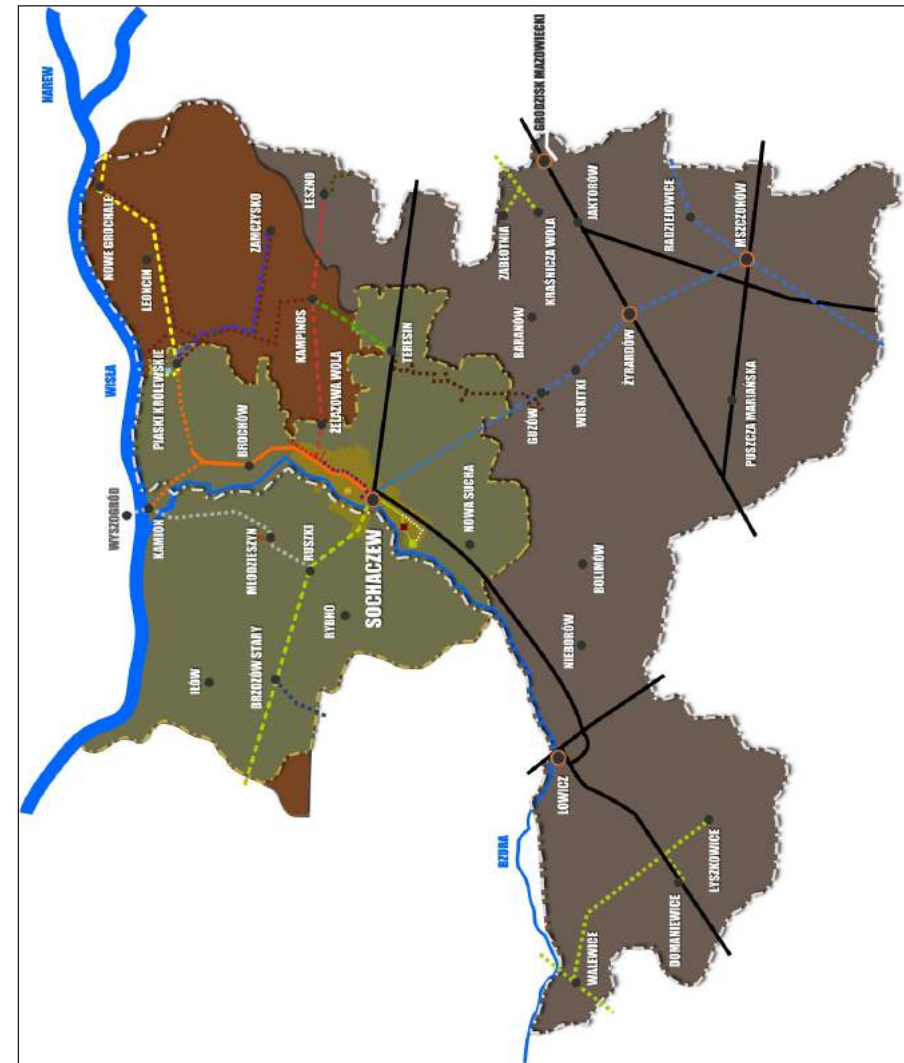 NAREW
WISŁA
NOWE GROCHALE
WYSZOGRÓD
LEONCIN
KAMION
PIASKI KRÓLEWSKIE
IŁÓW
BROCHÓW
MŁODZIESZYN
BRZOZÓW STARY
ZAMCZYSKO
KAMPINOS
LESZNO
RUSZKI
RYBNO
ŻELAZOWA WOLA
SOCHACZEW
TERESIN
NOWA SUCHA
BZURA
ZABŁOTNIA
BARANÓW
GUZÓW
GRODZISK MAZOWIECKI
KRAŚNICZA WOLA
ŁOWICZ
NIEBORÓW
WISKITKI
JAKTORÓW
WALEWICE
BOLIMÓW
ŻYRARDÓW
RADZIEJOWICE
DOMANIEWICE
ŁYSZKOWICE
MSZCZONÓW
PUSZCZA MARIAŃSKA